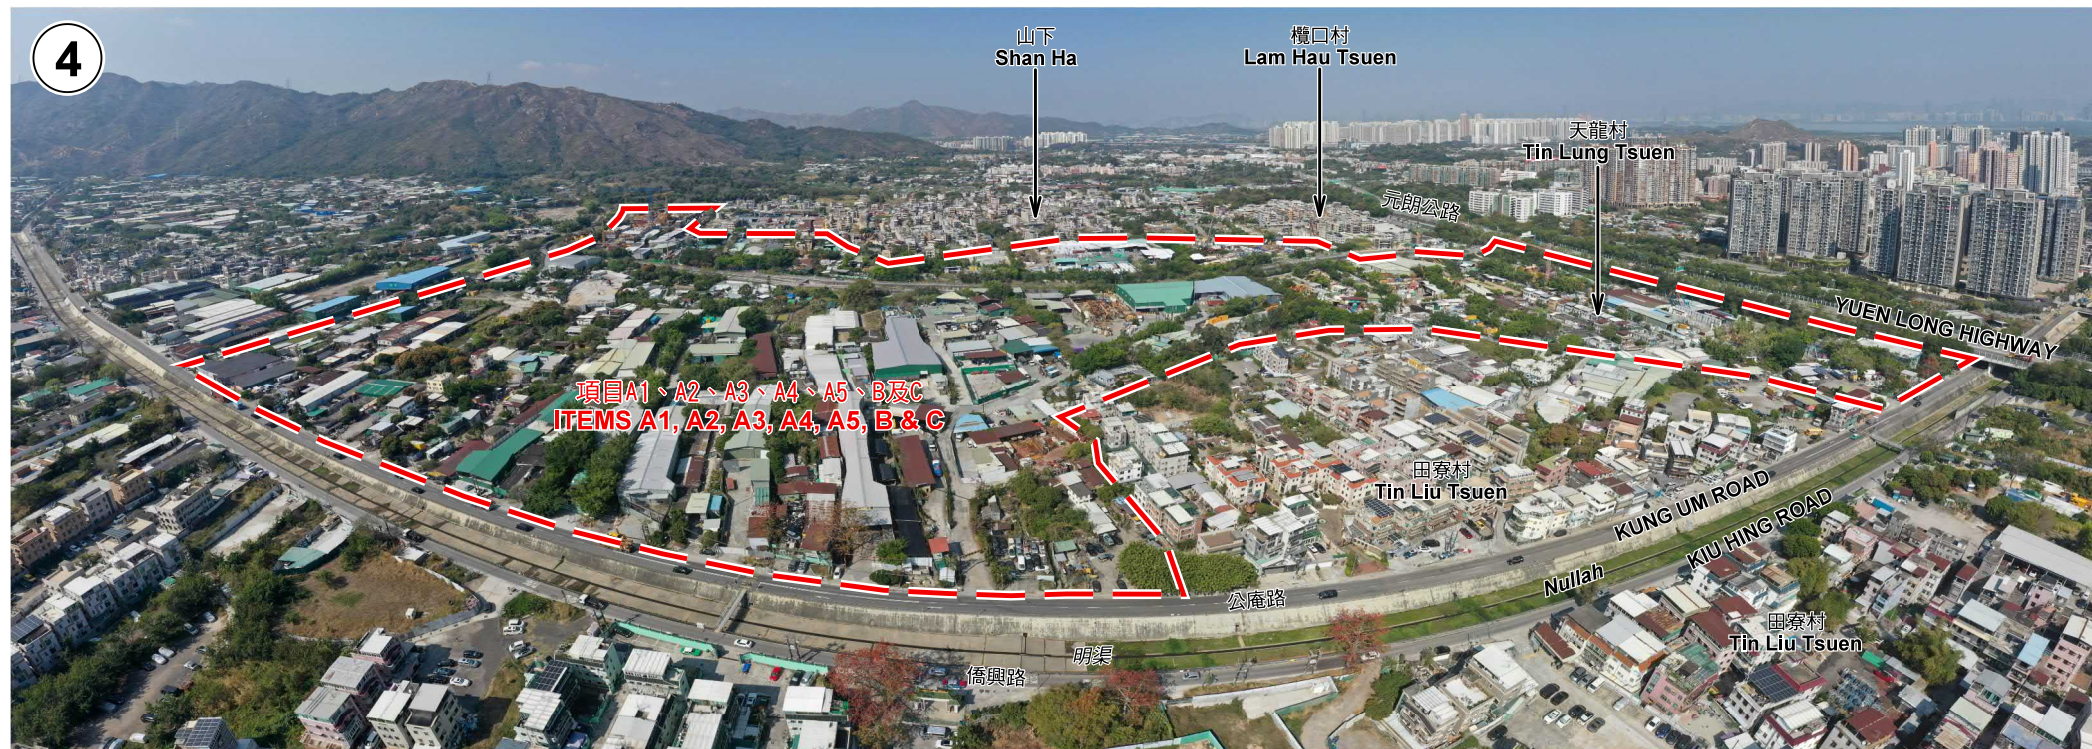 4
山下
Shan Ha
欖口村
Lam Hau Tsuen
天龍村
Tin Lung Tsuen
元朗公路
YUEN LONG HIGHWAY
項目A1、A2、A3、A4、A5、B及C
ITEMS A1, A2, A3, A4, A5, B & C
田寮村
Tin Liu Tsuen
KUNG UM ROAD
KIU HING ROAD
Nullah
公庵路
田寮村
Tin Liu Tsuen
明渠
僑興路